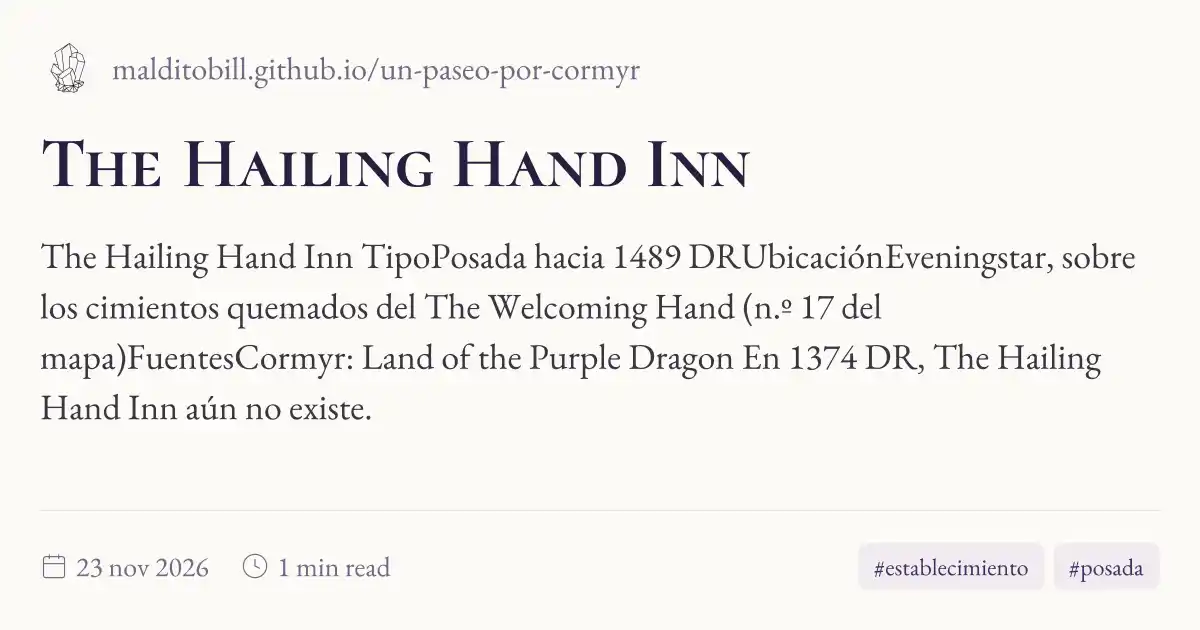 malditobill.github.io/un-paseo-por-cormyr
The Hailing Hand Inn
The Hailing Hand Inn TipoPosada hacia 1489 DRUbicaciónEveningstar, sobre
los cimientos quemados del The Welcoming Hand (n.º 17 del
mapa)FuentesCormyr: Land of the Purple Dragon En 1374 DR, The Hailing
Hand Inn aún no existe.
23 nov 2026 1 min read #establecimiento #posada